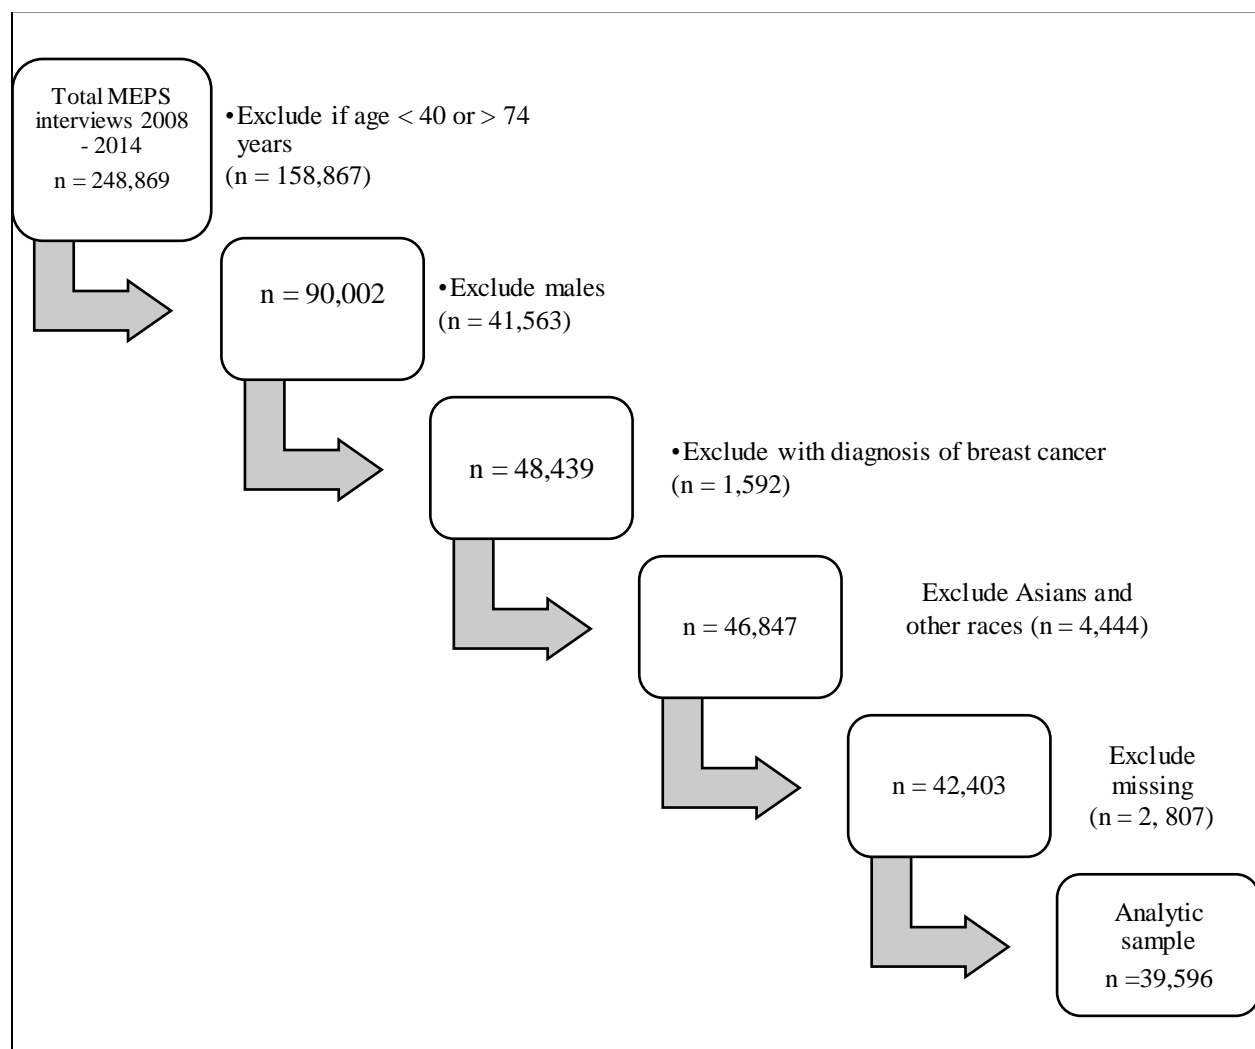 Total MEPS
interviews 2008
- 2014
n = 248,869
•Exclude if age < 40 or > 74
years
(n = 158,867)
n = 90,002
•Exclude males
(n = 41,563)
n = 48,439
•Exclude with diagnosis of breast cancer
(n = 1,592)
n = 46,847
Exclude Asians and
other races (n = 4,444)
n = 42,403
Exclude
missing
(n = 2, 807)
Analytic
sample
n =39,596